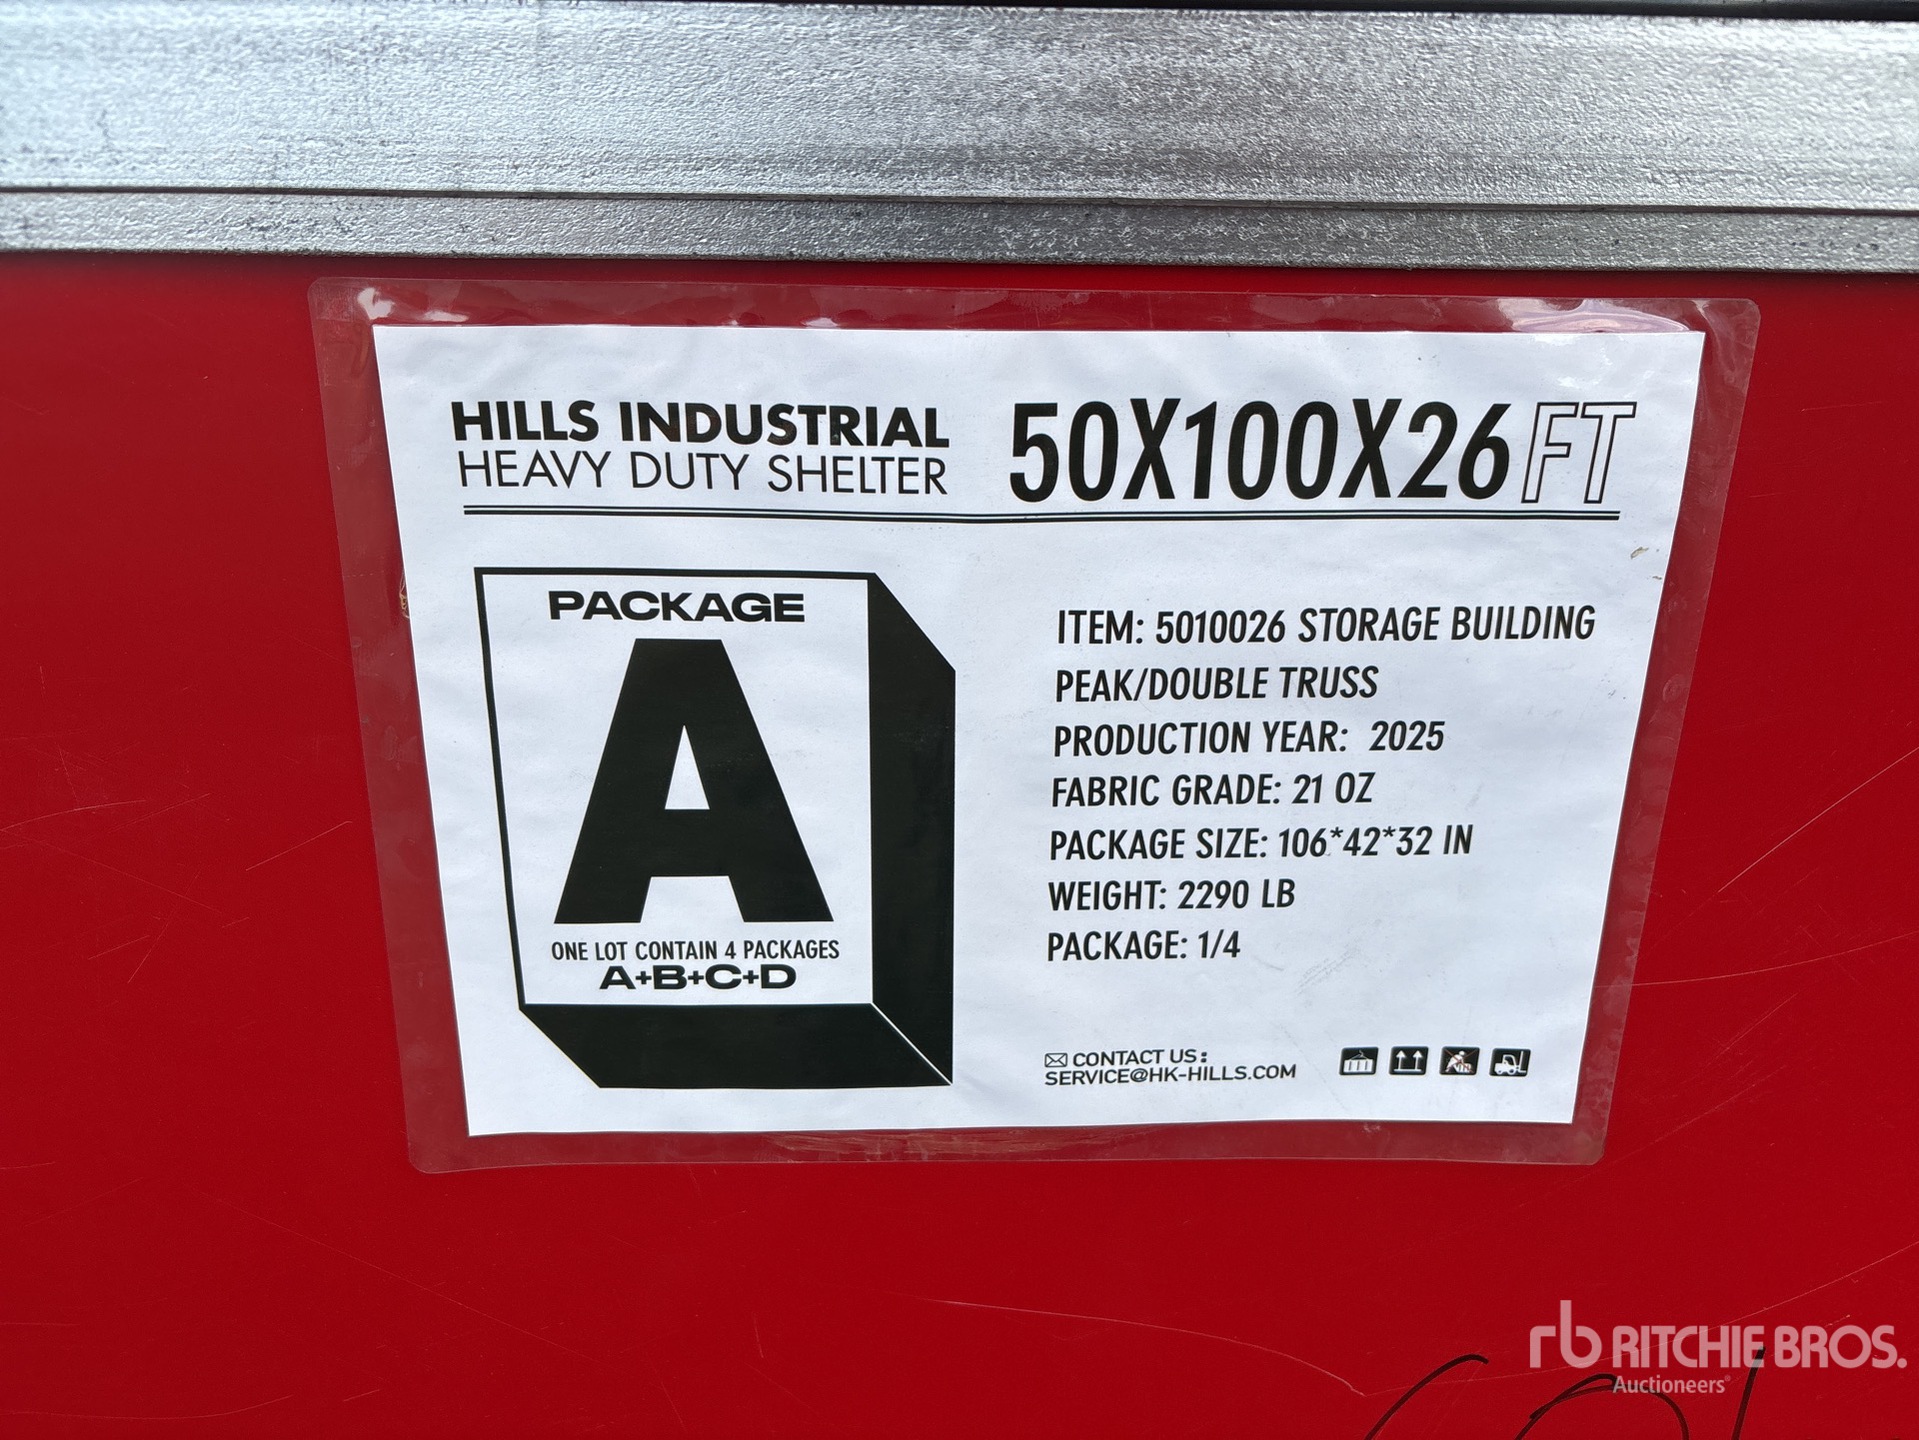 HILLS INDUSTRIAL
HEAVY DUTY SHELTER
50X100X26FT
PACKAGE
A
ONE LOT CONTAIN 4 PACKAGES
A+B+C+D
ITEM: 5010026 STORAGE BUILDING
PEAK/DOUBLE TRUSS
PRODUCTION YEAR: 2025
FABRIC GRADE: 21 OZ
PACKAGE SIZE: 106*42*32 IN
WEIGHT: 2290 LB
PACKAGE: 1/4
CONTACT US:
SERVICE@HK-HILLS.COM
rb RITCHIE BROS.
Auctioneers®